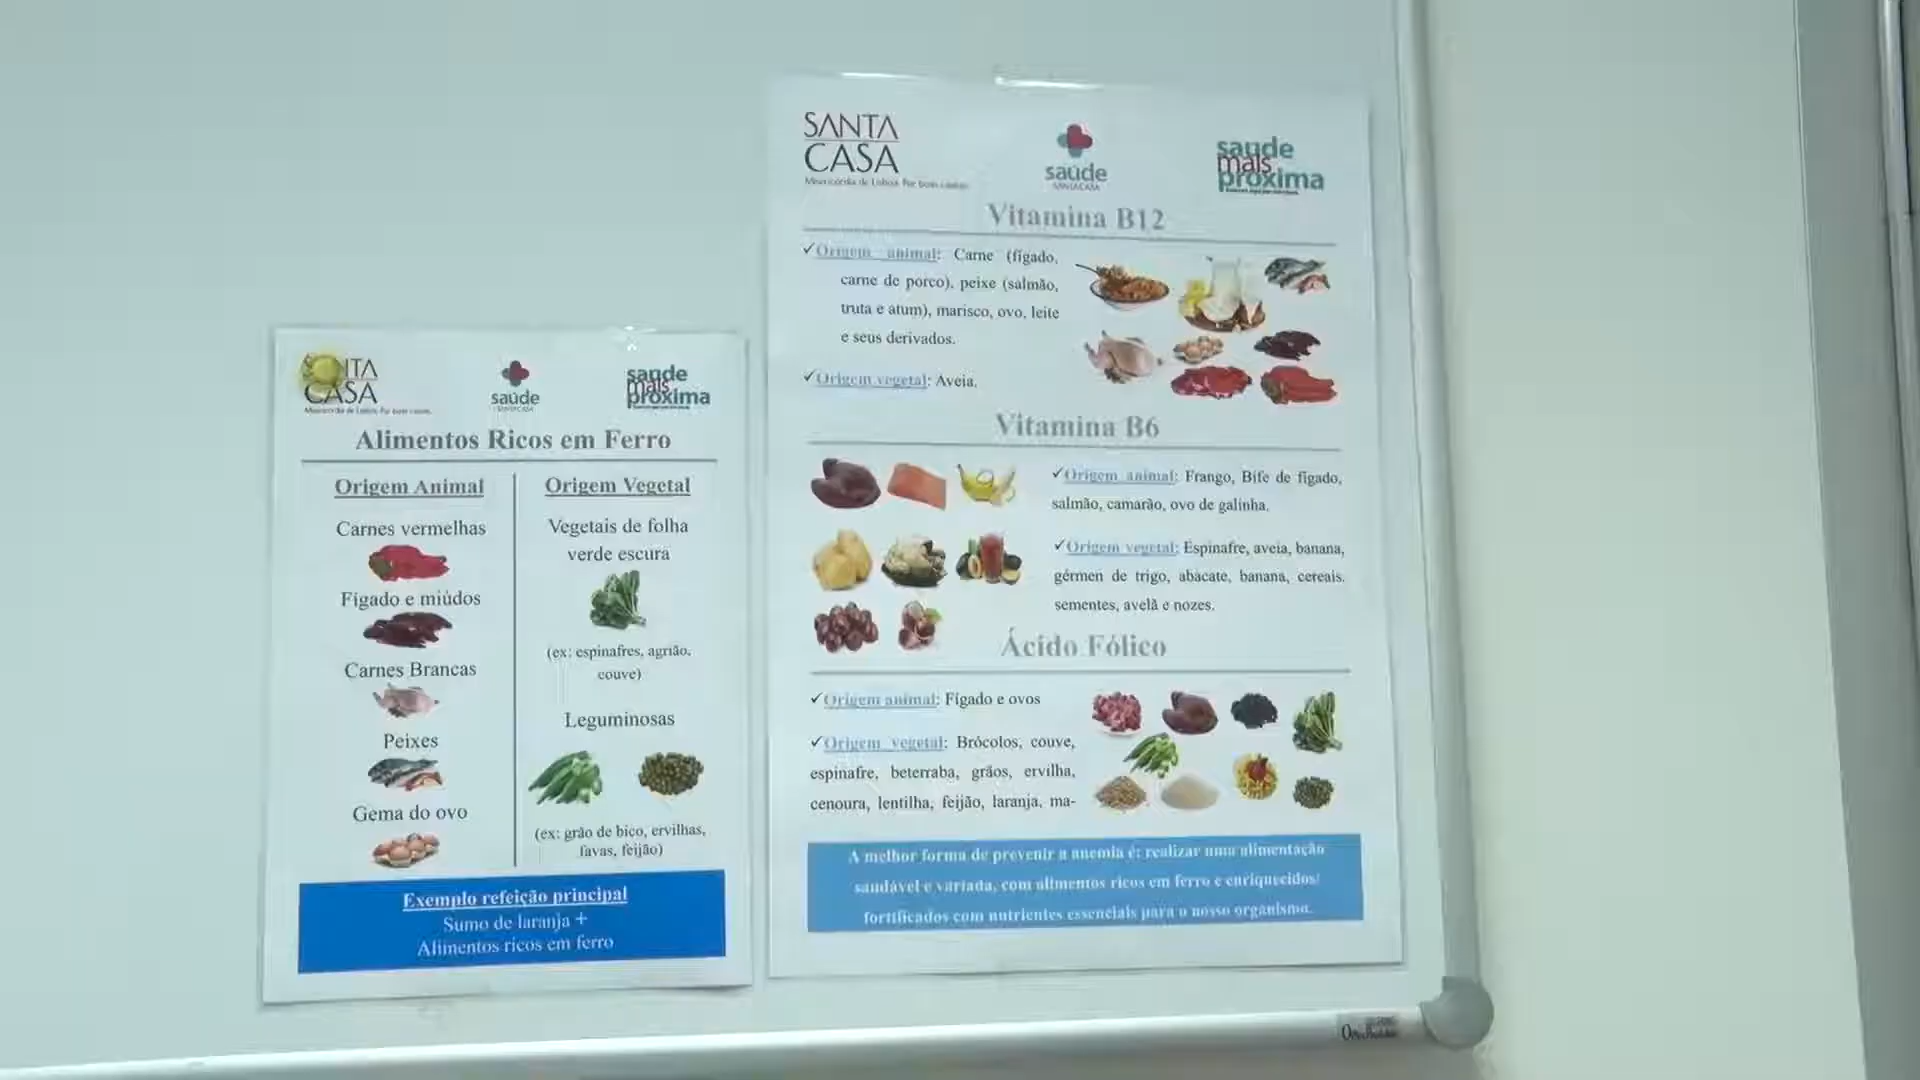 SANTA
CASA
Misericórdia de Lisboa. Por boas causas.
saúde
SANTA CASA
saúde
mais
próxima
Alimentos Ricos em Ferro
Origem Animal
Carnes vermelhas
Fígado e miúdos
Carnes Brancas
Peixes
Gema do ovo
Origem Vegetal
Vegetais de folha
verde escura
(ex: espinafres, agrião,
couve)
Leguminosas
(ex: grão de bico, ervilhas,
favas, feijão)
Exemplo refeição principal
Sumo de laranja +
Alimentos ricos em ferro
SANTA
CASA
Misericórdia de Lisboa. Por boas causas.
saúde
SANTA CASA
saúde
mais
próxima
Vitamina B12
✓Origem animal: Carne (fígado,
carne de porco), peixe (salmão,
truta e atum), marisco, ovo, leite
e seus derivados.
✓Origem vegetal: Aveia.
Vitamina B6
✓Origem animal: Frango, Bife de fígado,
salmão, camarão, ovo de galinha.
✓Origem vegetal: Espinafre, aveia, banana,
gérmen de trigo, abacate, banana, cereais,
sementes, avelã e nozes.
Ácido Fólico
✓Origem animal: Fígado e ovos
✓Origem vegetal: Brócolos, couve,
espinafre, beterraba, grãos, ervilha,
cenoura, lentilha, feijão, laranja, ma-
A melhor forma de prevenir a anemia é: realizar uma alimentação
saudável e variada, com alimentos ricos em ferro e enriquecidos/
fortificados com nutrientes essenciais para o nosso organismo.